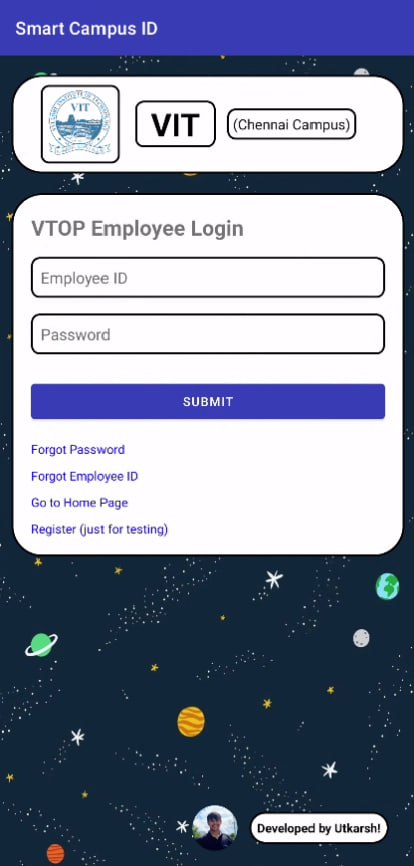 Smart Campus ID
VIT
VIT
(Chennai Campus)
VTOP Employee Login
Employee ID
Password
SUBMIT
Forgot Password
Forgot Employee ID
Go to Home Page
Register (just for testing)
Developed by Utkarsh!